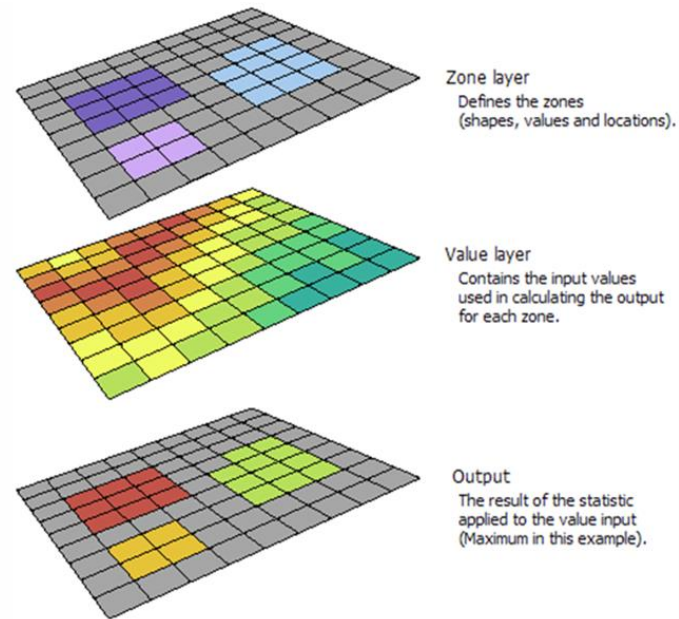 Zone layer
Defines the zones
(shapes, values and locations).
Value layer
Contains the input values
used in calculating the output
for each zone.
Output
The result of the statistic
applied to the value input
(Maximum in this example).